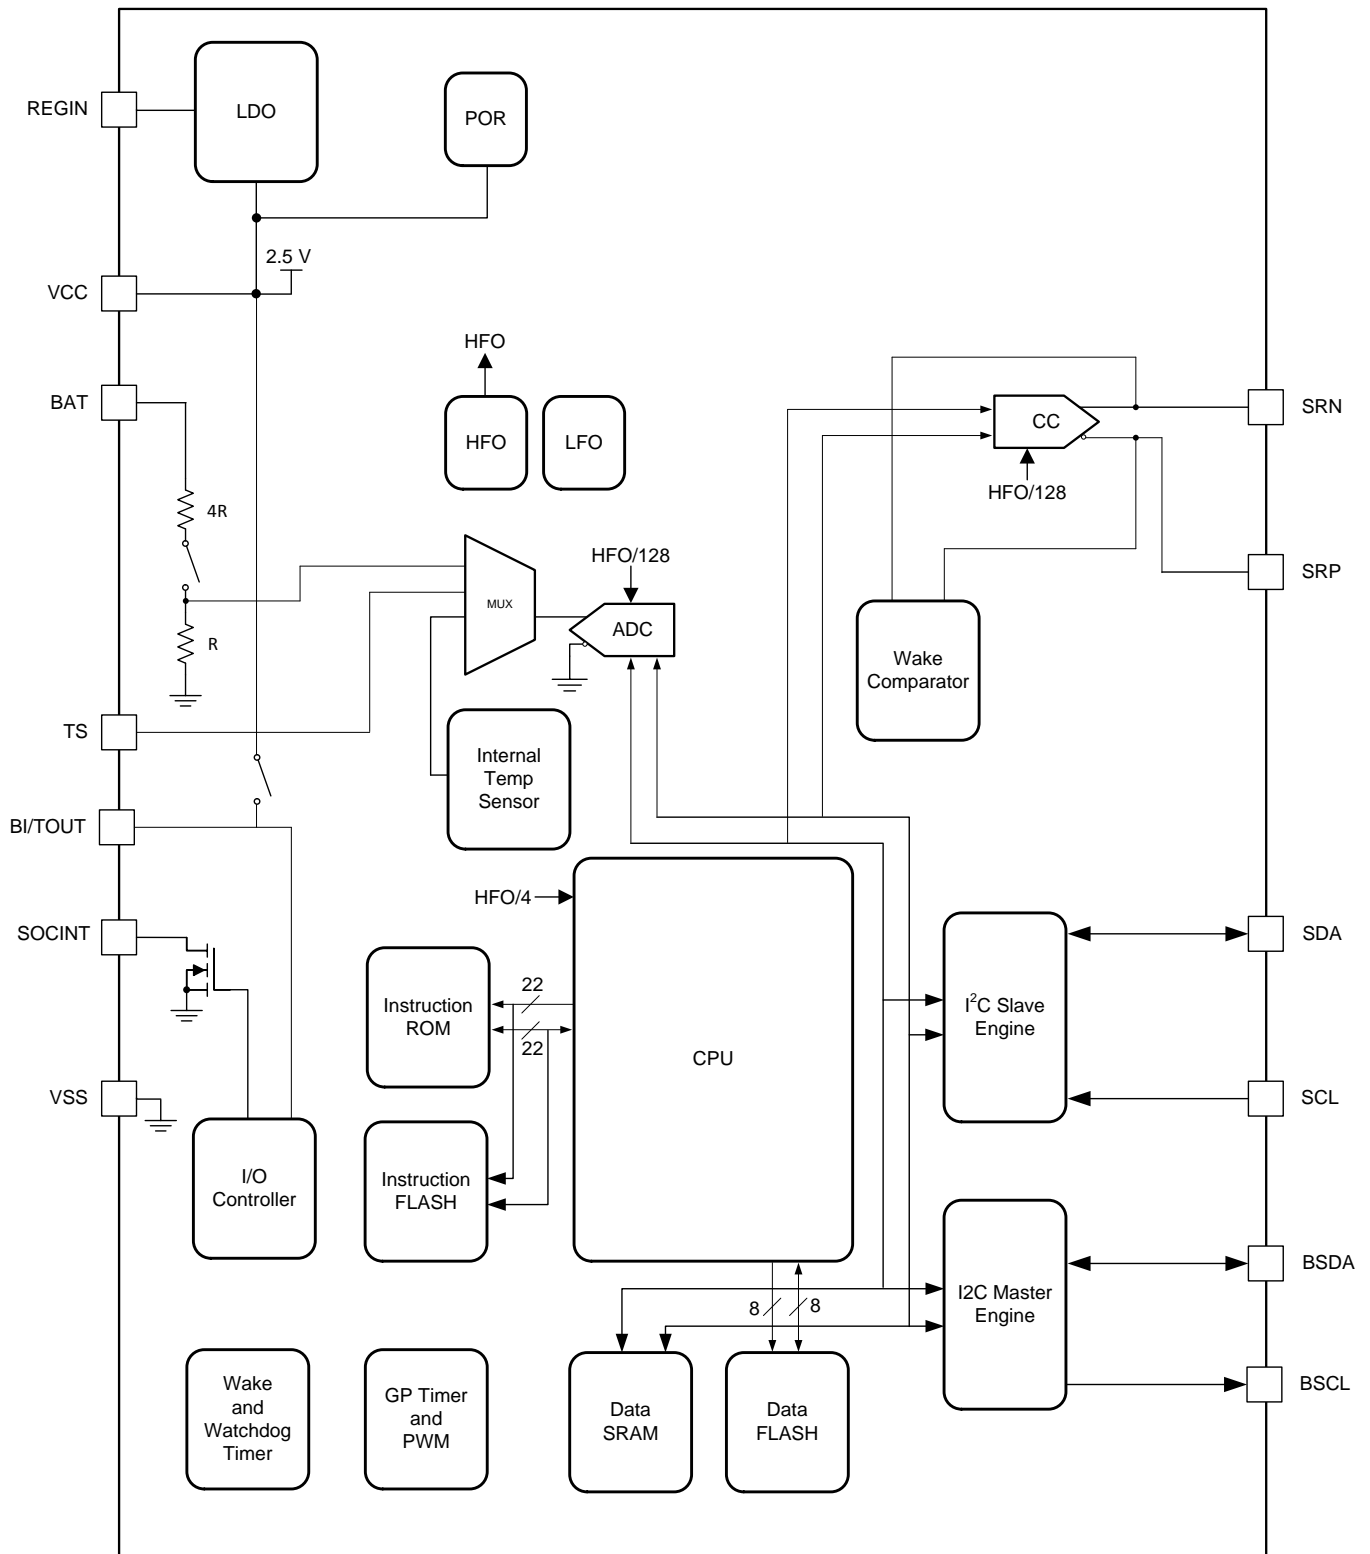 REGIN
LDO
POR
2.5 V
VCC
HFO
BAT
HFO
LFO
CC
SRN
HFO/128
4R
HFO/128
SRP
MUX
ADC
R
Wake
Comparator
TS
Internal
Temp
Sensor
BI/TOUT
HFO/4
SOCINT
SDA
22
Instruction
ROM
22
I2C Slave
Engine
CPU
VSS
SCL
I/O
Controller
Instruction
FLASH
BSDA
8
8
I2C Master
Engine
BSCL
Wake
and
Watchdog
Timer
GP Timer
and
PWM
Data
SRAM
Data
FLASH